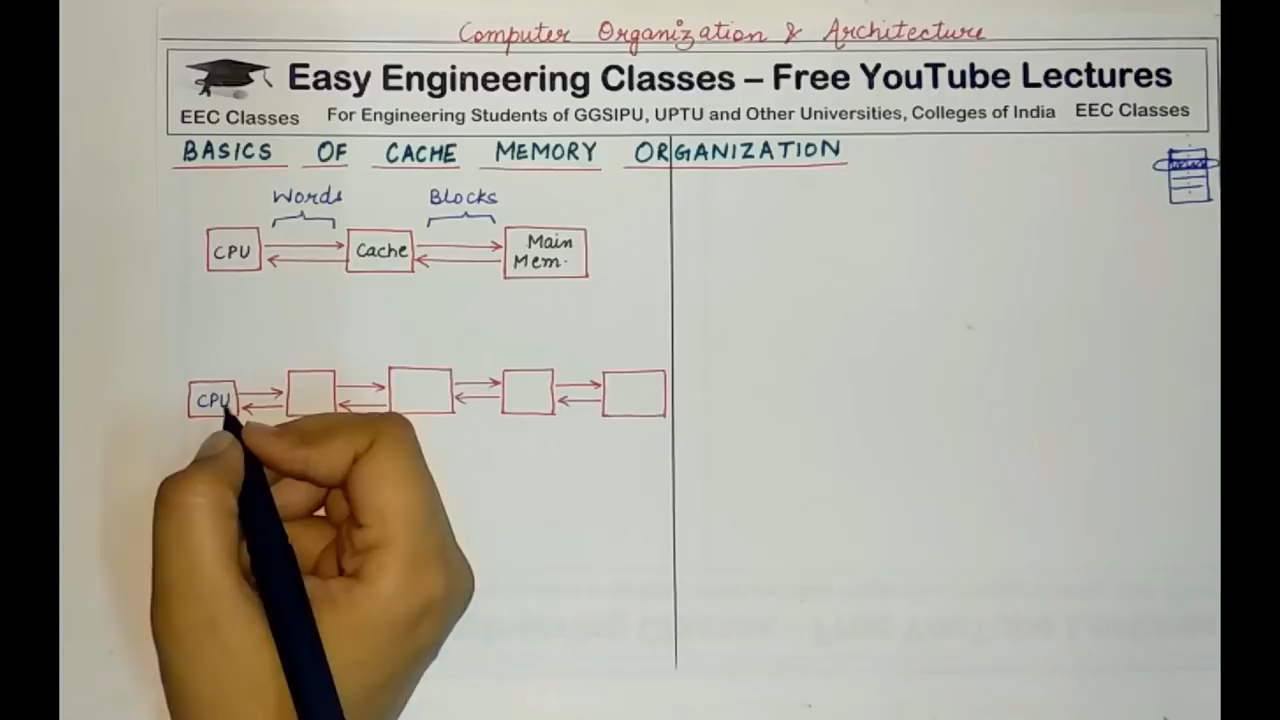 Computer Organization & Architecture
Easy Engineering Classes – Free YouTube Lectures
EEC Classes For Engineering Students of GGSIPU, UPTU and Other Universities, Colleges of India EEC Classes
BASICS OF CACHE MEMORY ORGANIZATION
Words Blocks
CPU Cache Main
Mem.
CPU